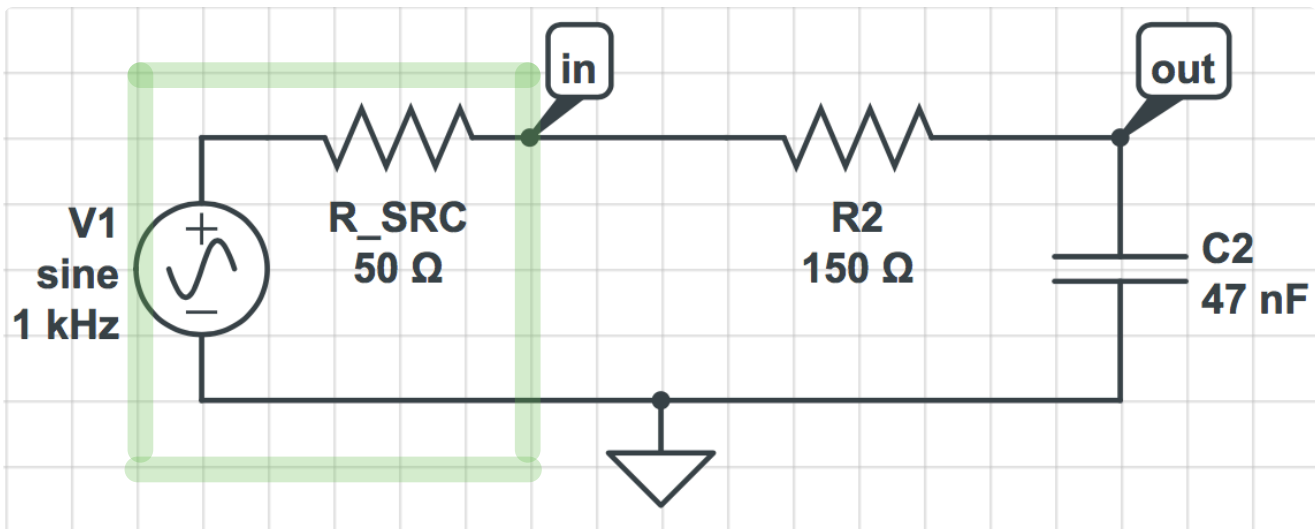 in
out
V1
sine
1 kHz
R_SRC
50 Ω
R2
150 Ω
C2
47 nF